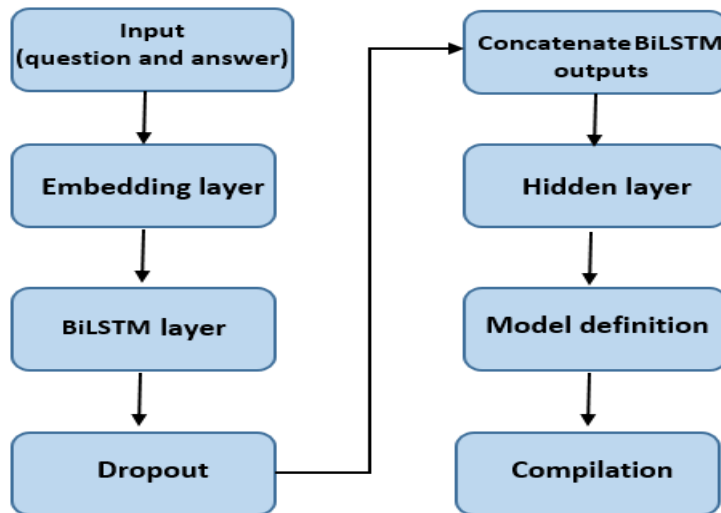 Input
(question and answer)
Embedding layer
BiLSTM layer
Dropout
Concatenate BiLSTM
outputs
Hidden layer
Model definition
Compilation